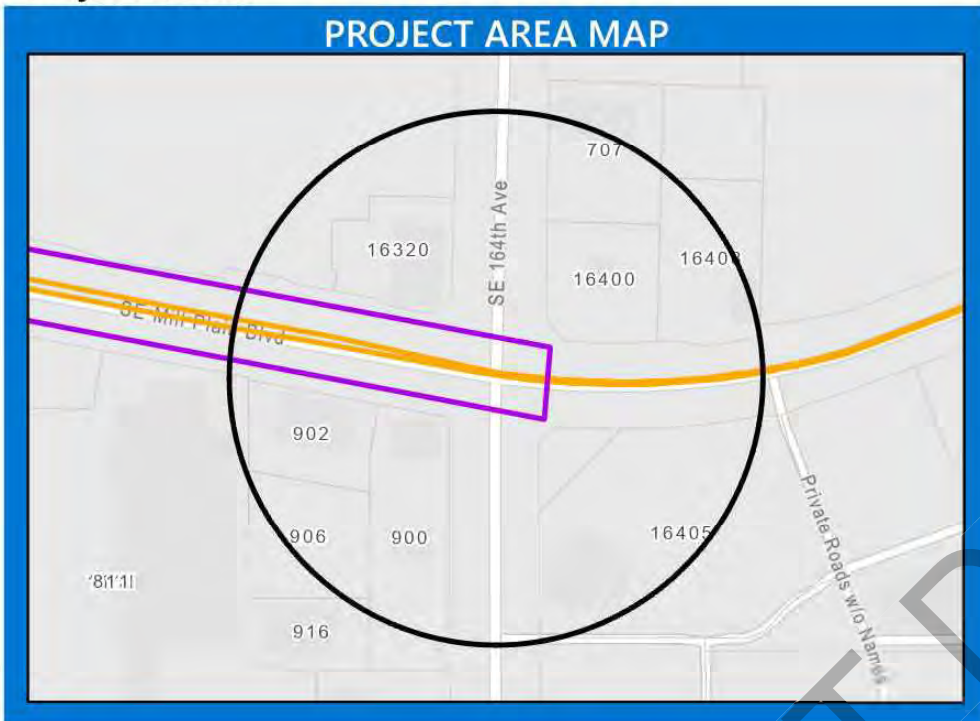 PROJECT AREA MAP
707
SE 164th Ave
16320
16400
SE Mill Plain Blvd
902
Private Roads w/o Names
906
900
16405
916